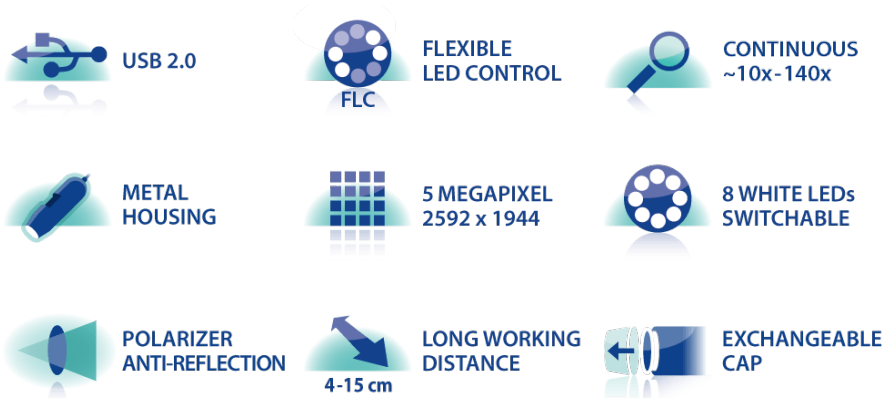 USB 2.0
FLC
FLEXIBLE
LED CONTROL
CONTINUOUS
~10x-140x
METAL
HOUSING
5 MEGAPIXEL
2592 x 1944
8 WHITE LEDs
SWITCHABLE
POLARIZER
ANTI-REFLECTION
4-15 cm
LONG WORKING
DISTANCE
EXCHANGEABLE
CAP